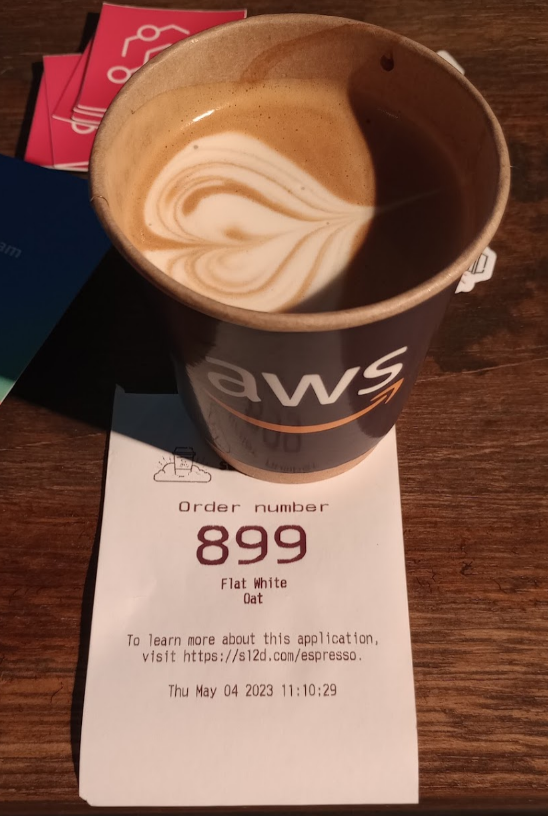 aws
Order number
899
Flat White
Oat
To learn more about this application,
visit https://s12d.com/espresso.
Thu May 04 2023 11:10:29